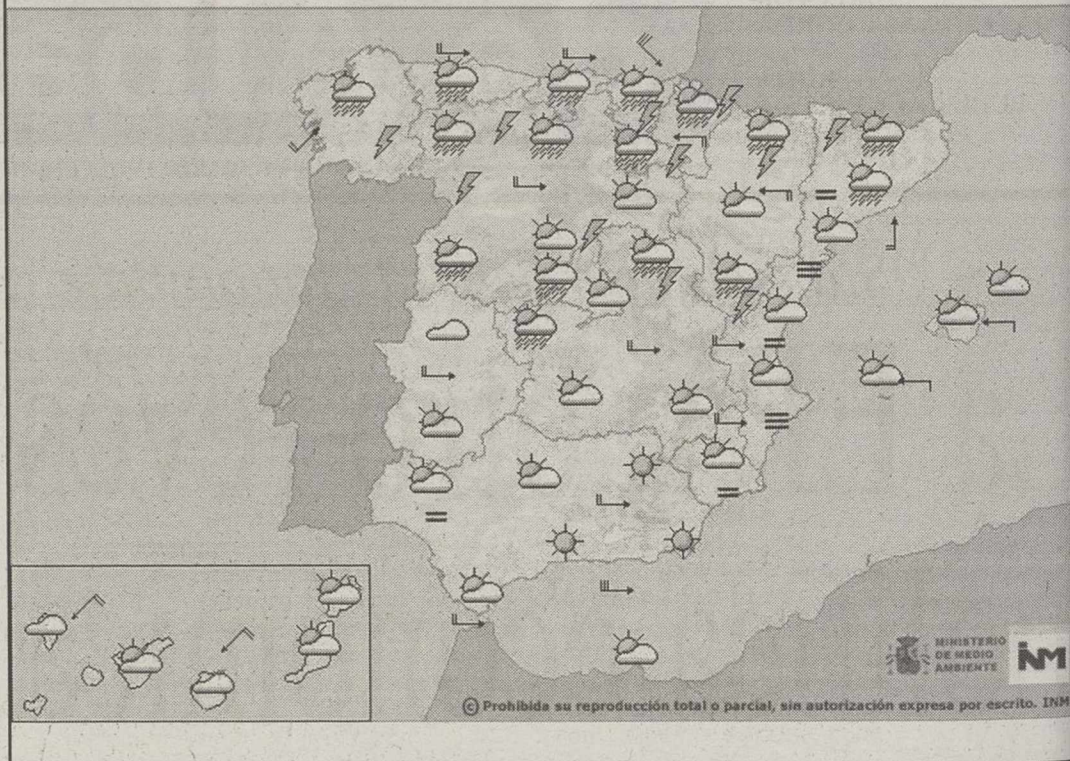 MINISTERIO
DE MEDIO
AMBIENTE
INM
© Prohibida su reproducción total o parcial, sin autorización expresa por escrito. INM